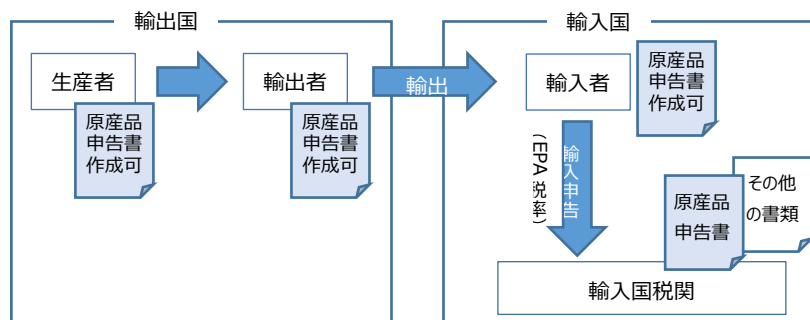 輸出国
輸入国
生産者
輸出者
輸出
輸入者
原産品
申告書
作成可
原産品
申告書
作成可
原産品
申告書
作成可
輸入申告
(EPA税率)
原産品
申告書
その他
の書類
輸入国税関